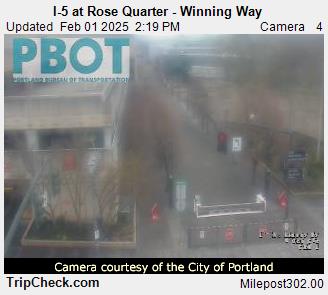 I-5 at Rose Quarter - Winning Way
Updated Feb 01 2025 2:19 PM Camera 4
PBOT
PORTLAND BUREAU OF TRANSPORTATION
Camera courtesy of the City of Portland
TripCheck.com Milepost302.00